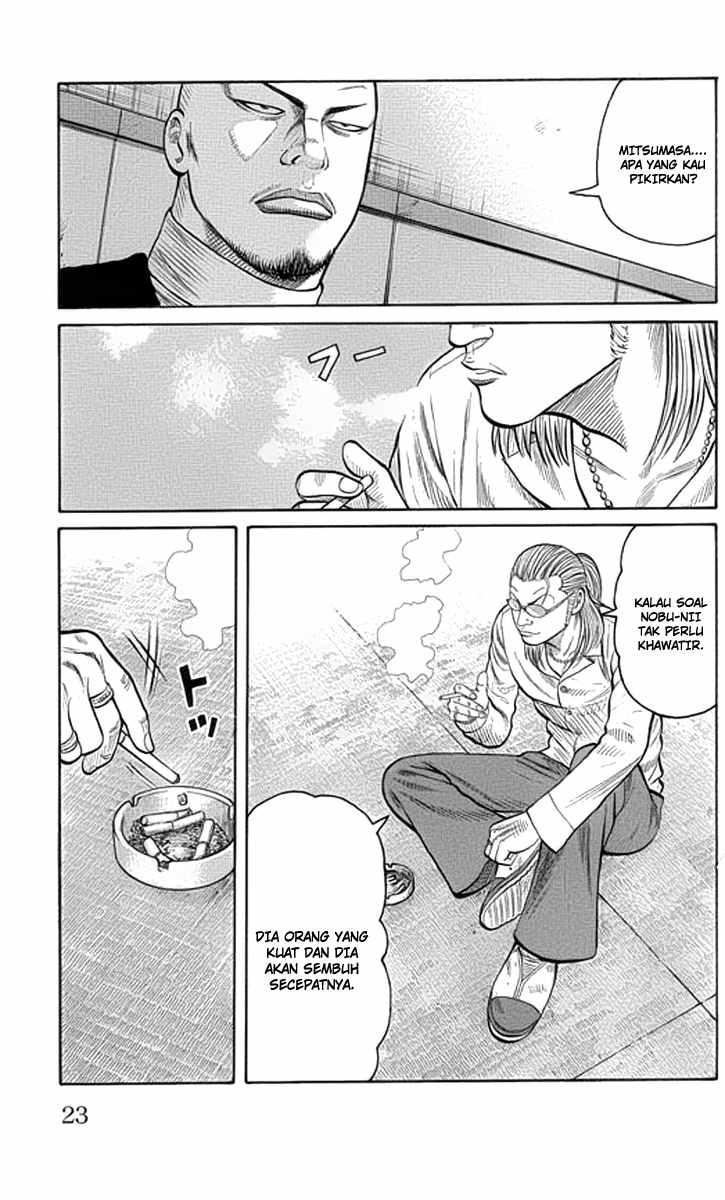 MITSUMASA....
APA YANG KAU
PIKIRKAN?
フー
KALAU SOAL
NOBU-NII
TAK PERLU
KHAWATIR.
トッ
DIA ORANG YANG
KUAT DAN DIA
AKAN SEMBUH
SECEPATNYA.
23